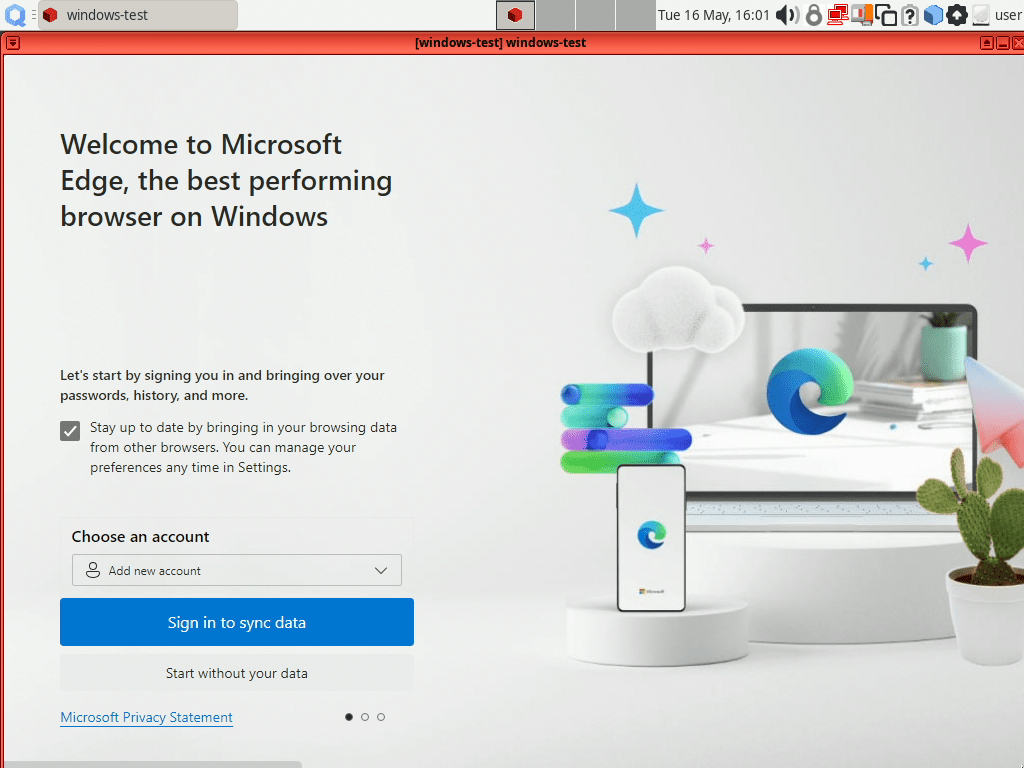 windows-test
Tue 16 May, 16:01
user
[windows-test] windows-test
Welcome to Microsoft
Edge, the best performing
browser on Windows
Let's start by signing you in and bringing over your
passwords, history, and more.
Stay up to date by bringing in your browsing data
from other browsers. You can manage your
preferences any time in Settings.
Choose an account
Add new account
Sign in to sync data
Start without your data
Microsoft Privacy Statement
Microsoft